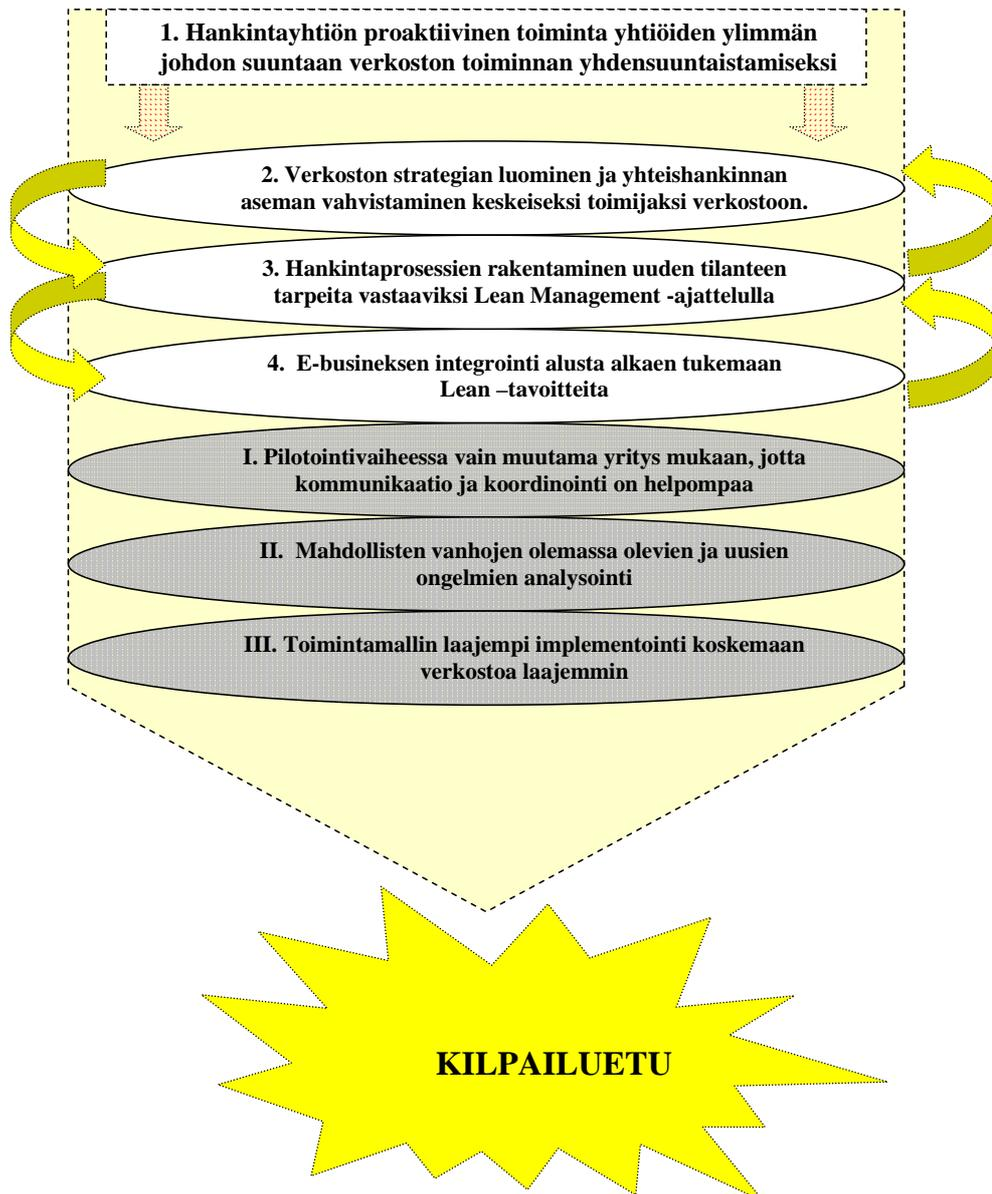 1. Hankintayhtiön proaktiivinen toiminta yhtiöiden ylimmän
johdon suuntaan verkoston toiminnan yhdensuuntaistamiseksi
2. Verkoston strategian luominen ja yhteishankinnan
aseman vahvistaminen keskeiseksi toimijaksi verkostoon.
3. Hankintaprosessien rakentaminen uuden tilanteen
tarpeita vastaaviksi Lean Management -ajattelulla
4. E-busineksen integrointi alusta alkaen tukemaan
Lean –tavoitteita
I. Pilotointivaiheessa vain muutama yritys mukaan, jotta
kommunikaatio ja koordinointi on helpompaa
II. Mahdollisten vanhojen olemassa olevien ja uusien
ongelmien analysointi
III. Toimintamallin laajempi implementointi koskemaan
verkostoa laajemmin
KILPAILUETU